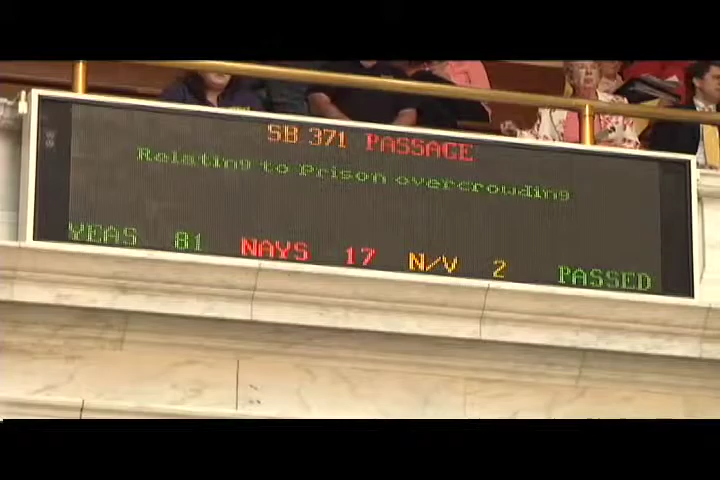 SB 371 PASSAGE
Relating to Prison overcrowding
YEAS 81 NAYS 17 N/V 2 PASSED